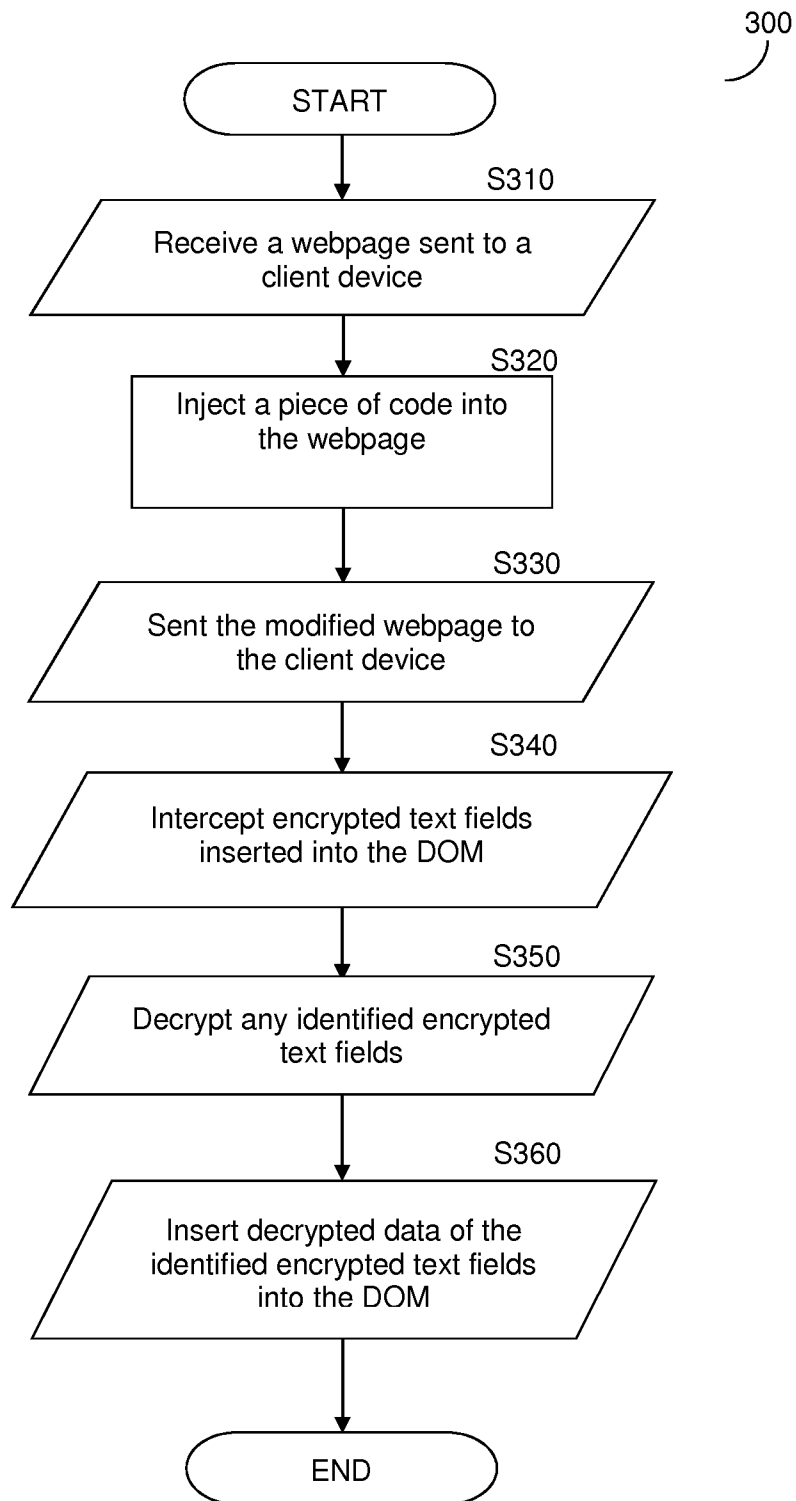 300
START
S310
Receive a webpage sent to a
client device
S320
Inject a piece of code into
the webpage
S330
Sent the modified webpage to
the client device
S340
Intercept encrypted text fields
inserted into the DOM
S350
Decrypt any identified encrypted
text fields
S360
Insert decrypted data of the
identified encrypted text fields
into the DOM
END